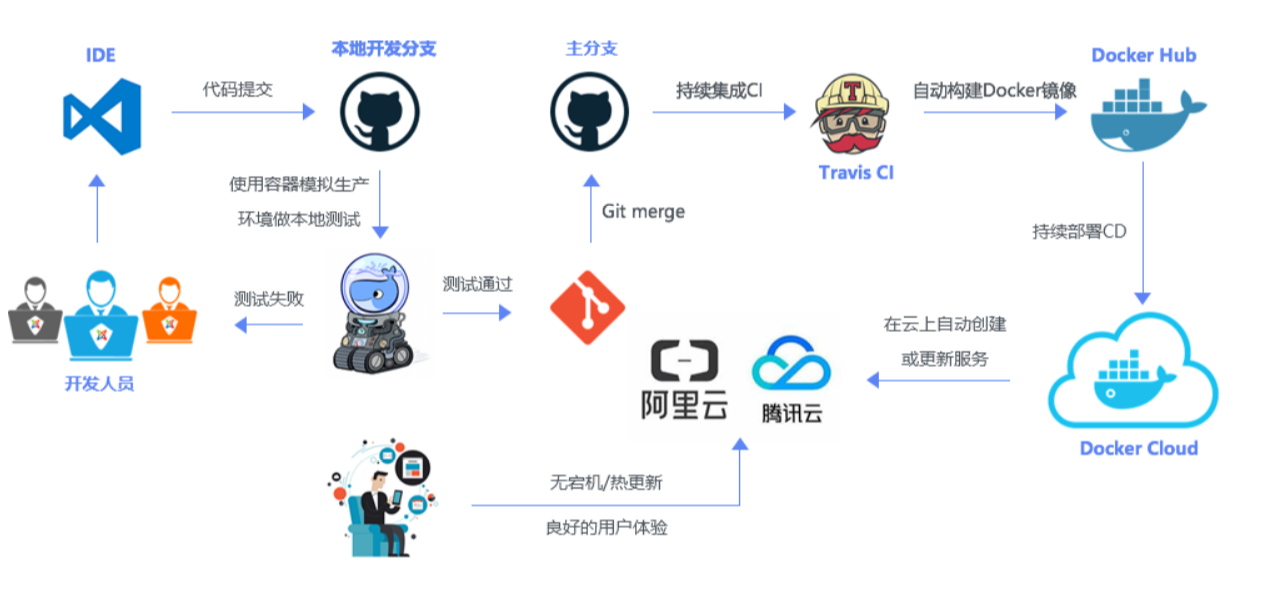 IDE
代码提交
本地开发分支
主分支
持续集成CI
T
Travis CI
自动构建Docker镜像
Docker Hub
使用容器模拟生产
环境做本地测试
Git merge
持续部署CD
测试失败
测试通过
开发人员
阿里云
腾讯云
在云上自动创建
或更新服务
Docker Cloud
无宕机/热更新
良好的用户体验